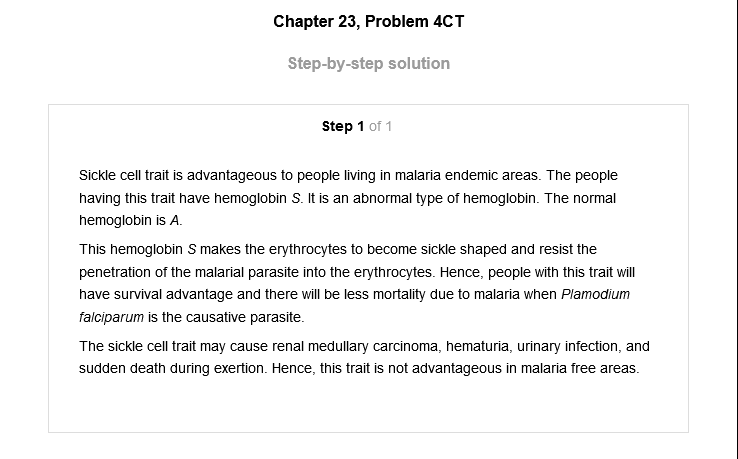 Chapter 23, Problem 4CT
Step-by-step solution
Step 1 of 1
Sickle cell trait is advantageous to people living in malaria endemic areas. The people
having this trait have hemoglobin S. It is an abnormal type of hemoglobin. The normal
hemoglobin is A.
This hemoglobin S makes the erythrocytes to become sickle shaped and resist the
penetration of the malarial parasite into the erythrocytes. Hence, people with this trait will
have survival advantage and there will be less mortality due to malaria when Plamodium
falciparum is the causative parasite.
The sickle cell trait may cause renal medullary carcinoma, hematuria, urinary infection, and
sudden death during exertion. Hence, this trait is not advantageous in malaria free areas.